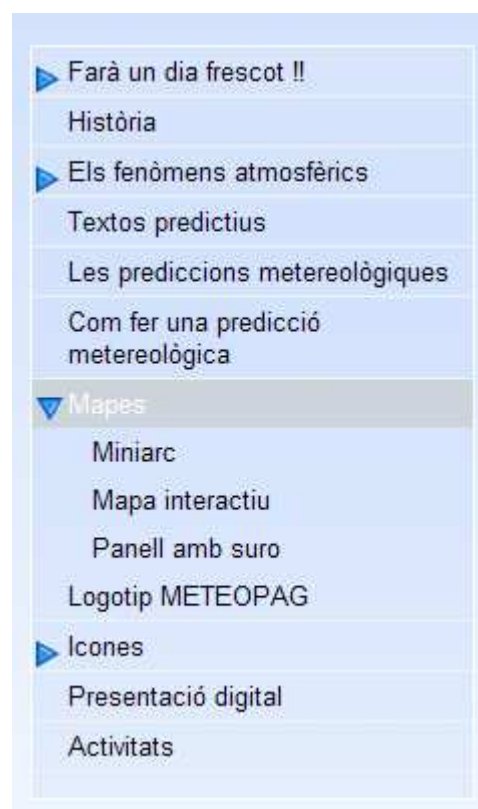 Farà un dia frescot !!
Història
Els fenòmens atmosfèrics
Textos predictius
Les prediccions metereològiques
Com fer una predicció
metereològica
Mapes
Miniarc
Mapa interactiu
Panell amb suro
Logotip METEOPAG
Icones
Presentació digital
Activitats